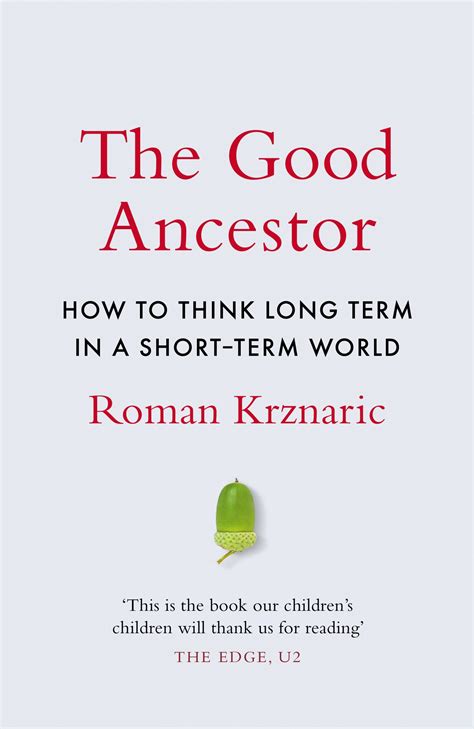 The Good
Ancestor
HOW TO THINK LONG TERM
IN A SHORT–TERM WORLD
Roman Krznaric
‘This is the book our children’s
children will thank us for reading’
THE EDGE, U2